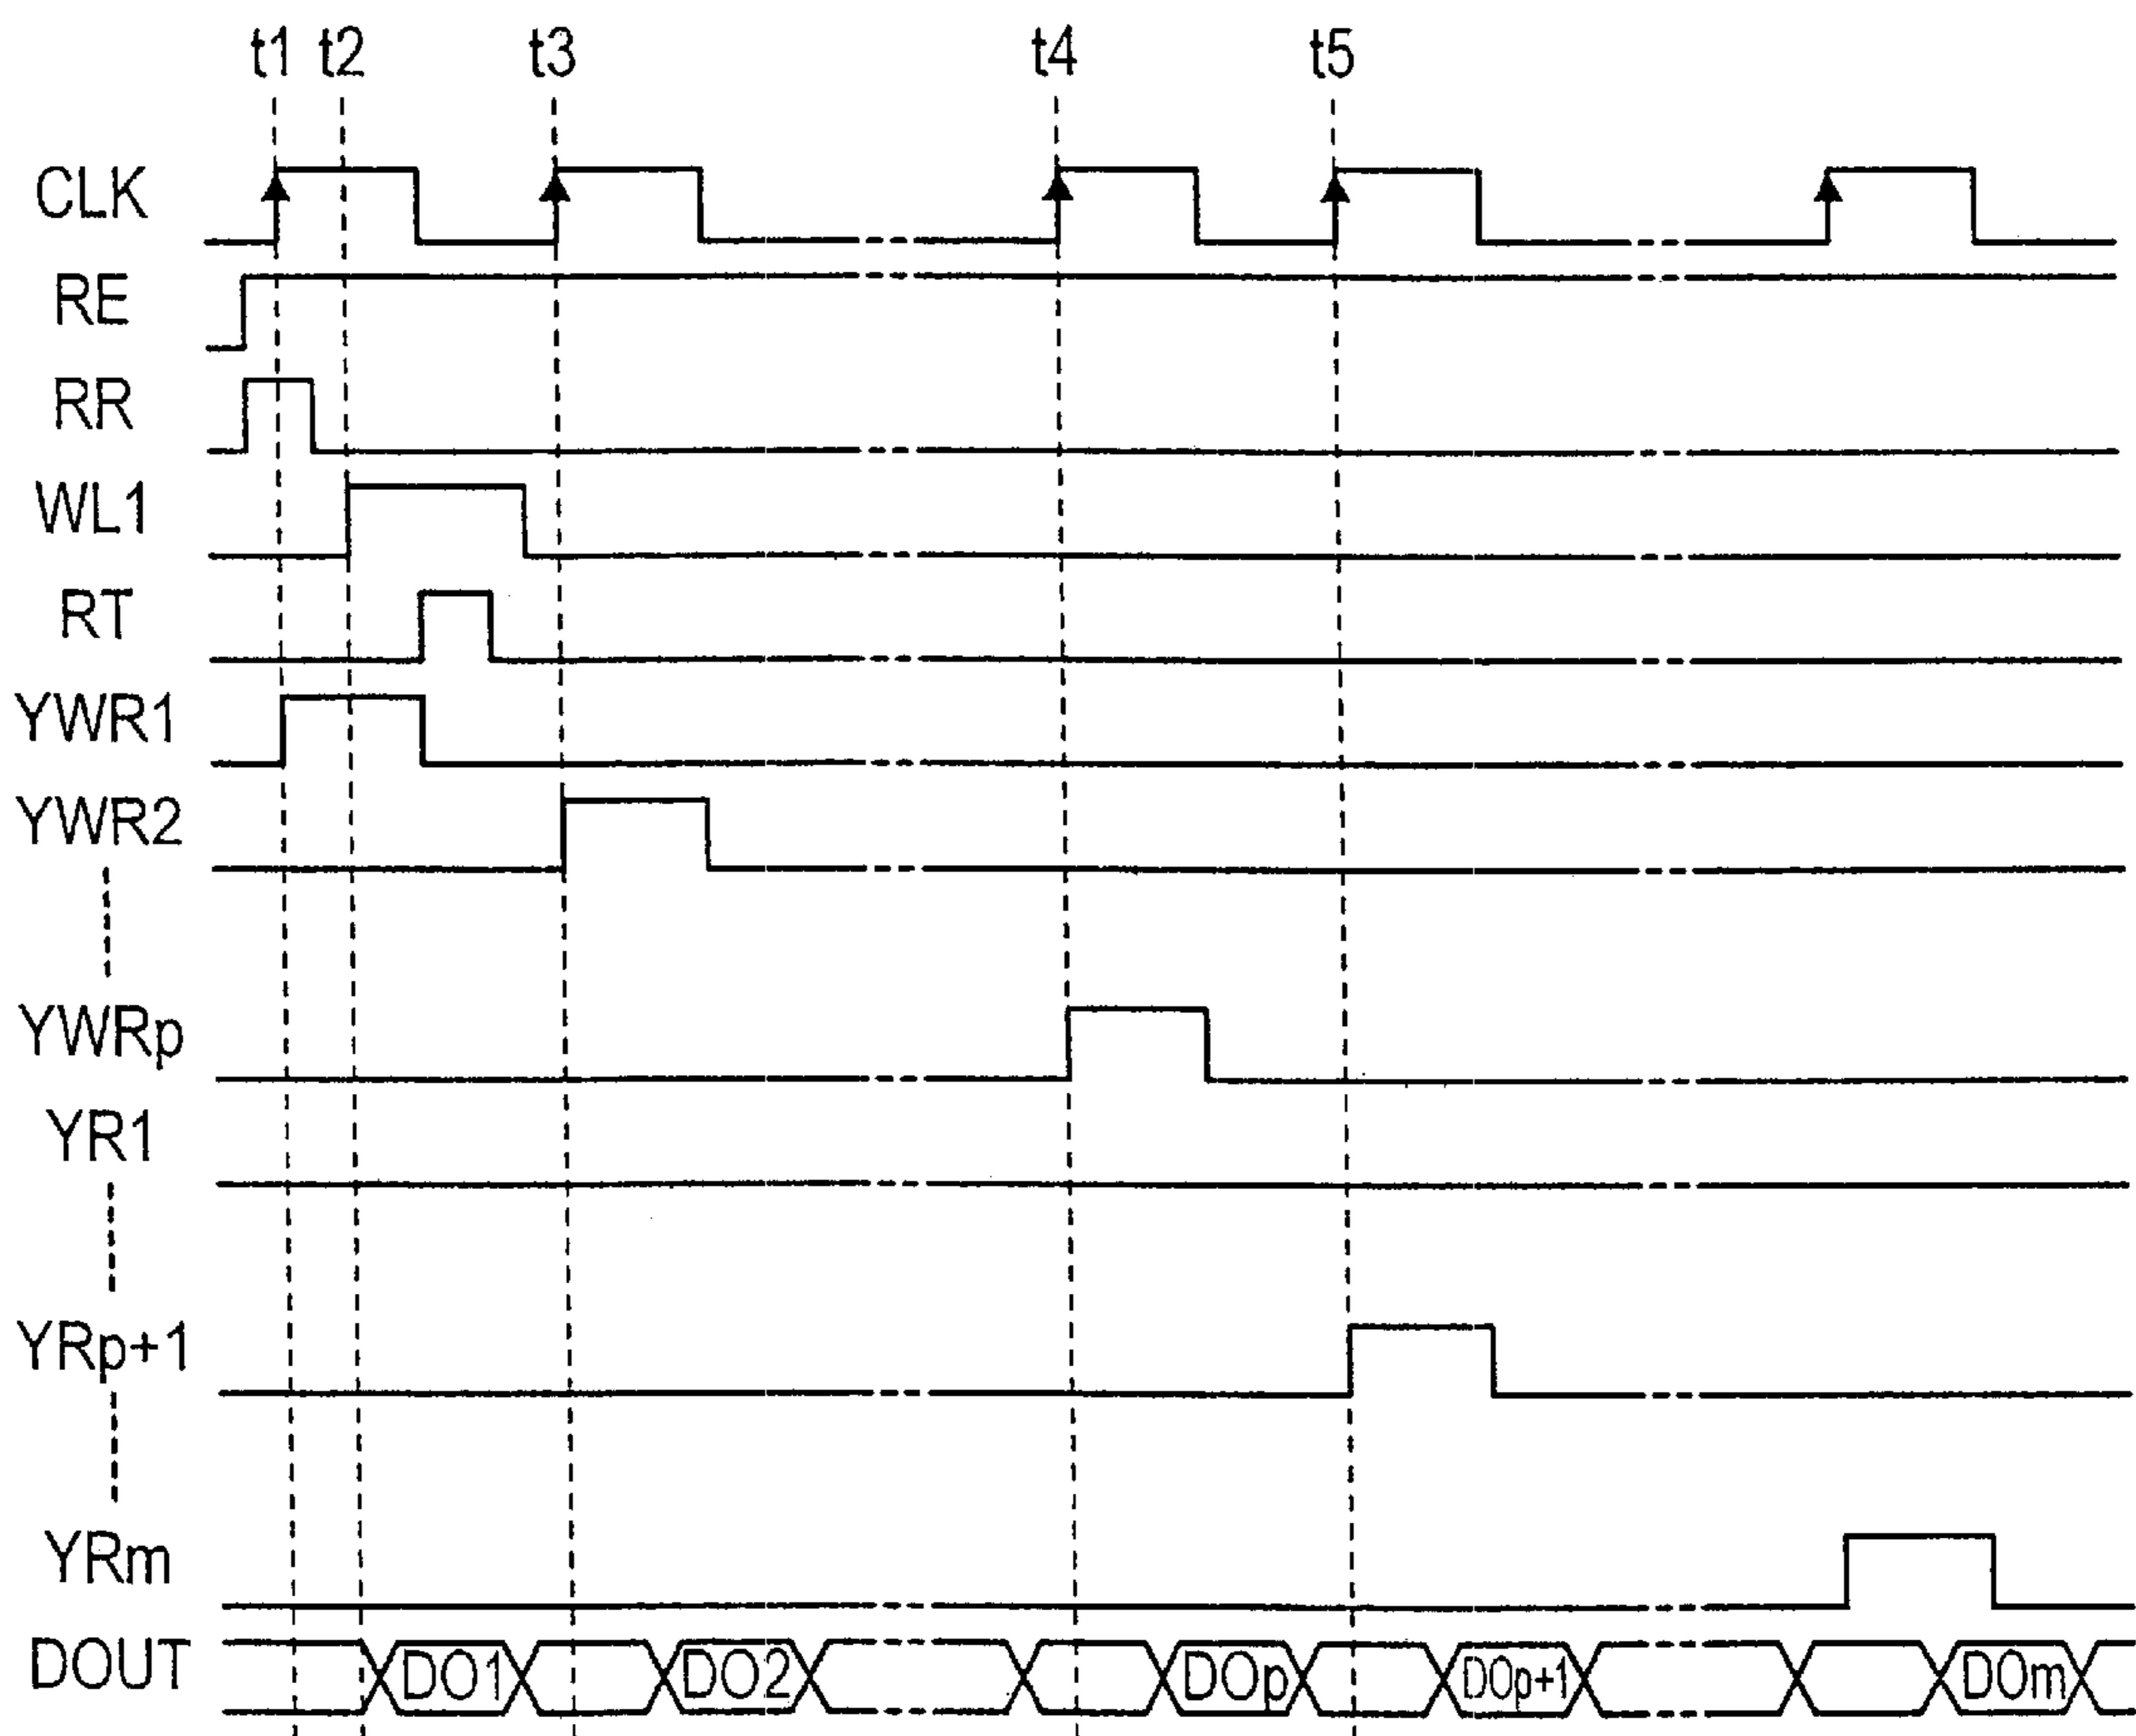 t1 t2 t3 t4 t5
CLK
RE
RR
WL1
RT
YWR1
YWR2
YWRp
YR1
YRp+1
YRm
DOUT DO1 DO2 DOp DOp+1 DOm